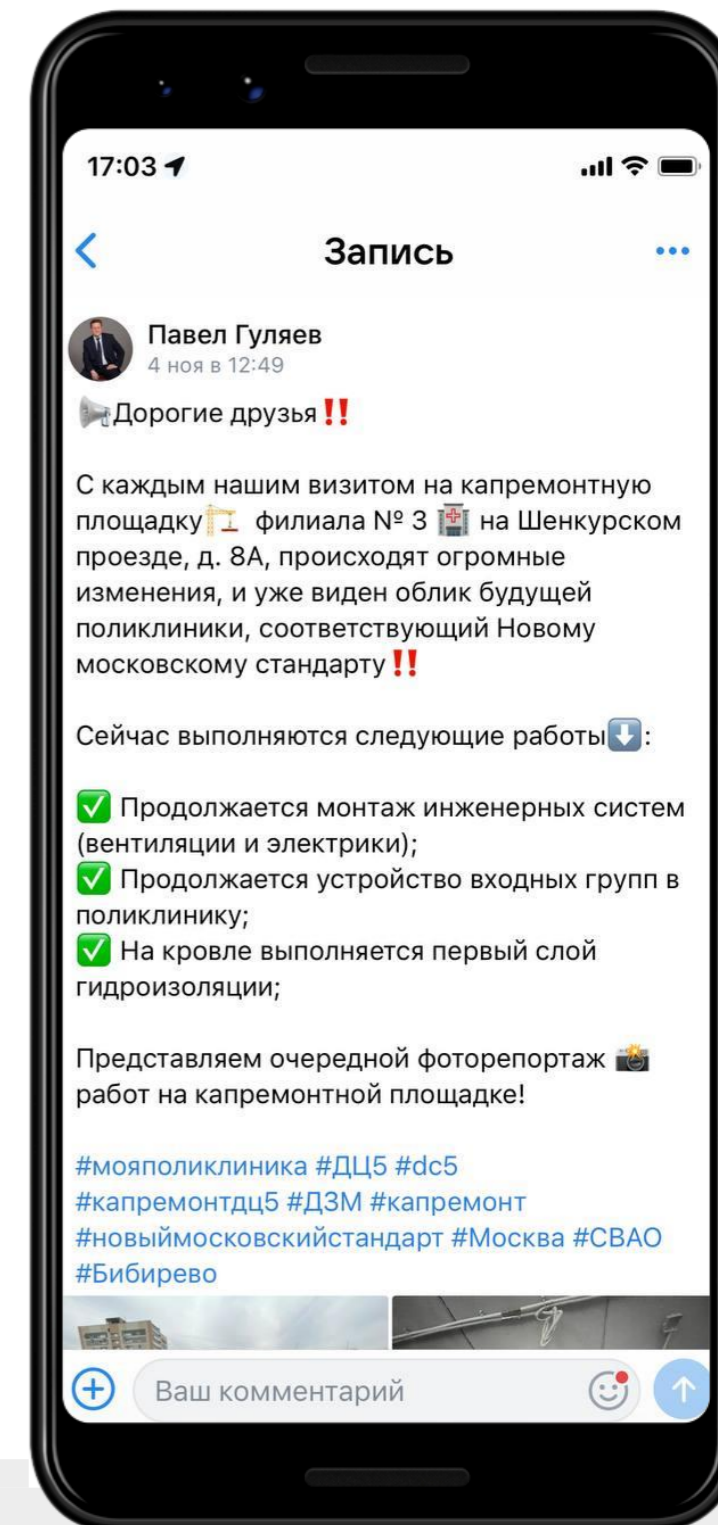 17:03
Запись
Павел Гуляев
4 ноя в 12:49
📢Дорогие друзья‼️
С каждым нашим визитом на капремонтную
площадку🏗️ филиала № 3 🏥 на Шенкурском
проезде, д. 8А, происходят огромные
изменения, и уже виден облик будущей
поликлиники, соответствующий Новому
московскому стандарту‼️
Сейчас выполняются следующие работы⬇️:
✅ Продолжается монтаж инженерных систем
(вентиляции и электрики);
✅ Продолжается устройство входных групп в
поликлинику;
✅ На кровле выполняется первый слой
гидроизоляции;
Представляем очередной фоторепортаж 📸
работ на капремонтной площадке!
#мояполиклиника #ДЦ5 #dc5
#капремонтдц5 #ДЗМ #капремонт
#новыймосковскийстандарт #Москва #СВАО
#Бибирево
Ваш комментарий